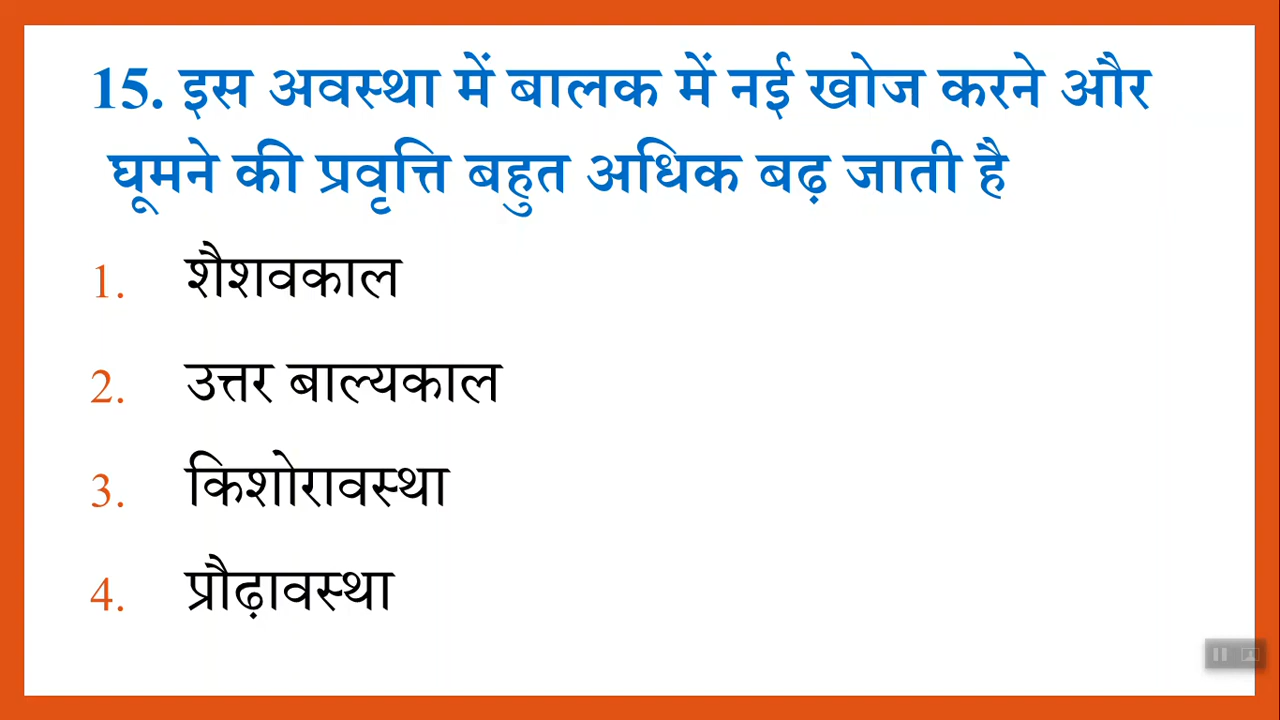 15. इस अवस्था में बालक में नई खोज करने और
घूमने की प्रवृत्ति बहुत अधिक बढ़ जाती है
1. शैशवकाल
2. उत्तर बाल्यकाल
3. किशोरावस्था
4. प्रौढ़ावस्था